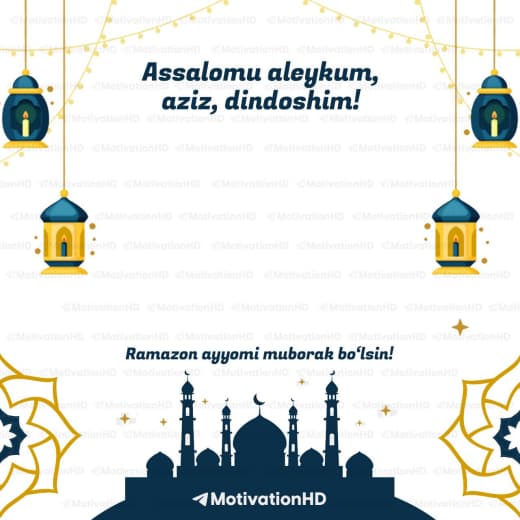 Assalomu aleykum,
aziz, dindoshim!
Ramazon ayyomi muborak bo‘lsin!
MotivationHD